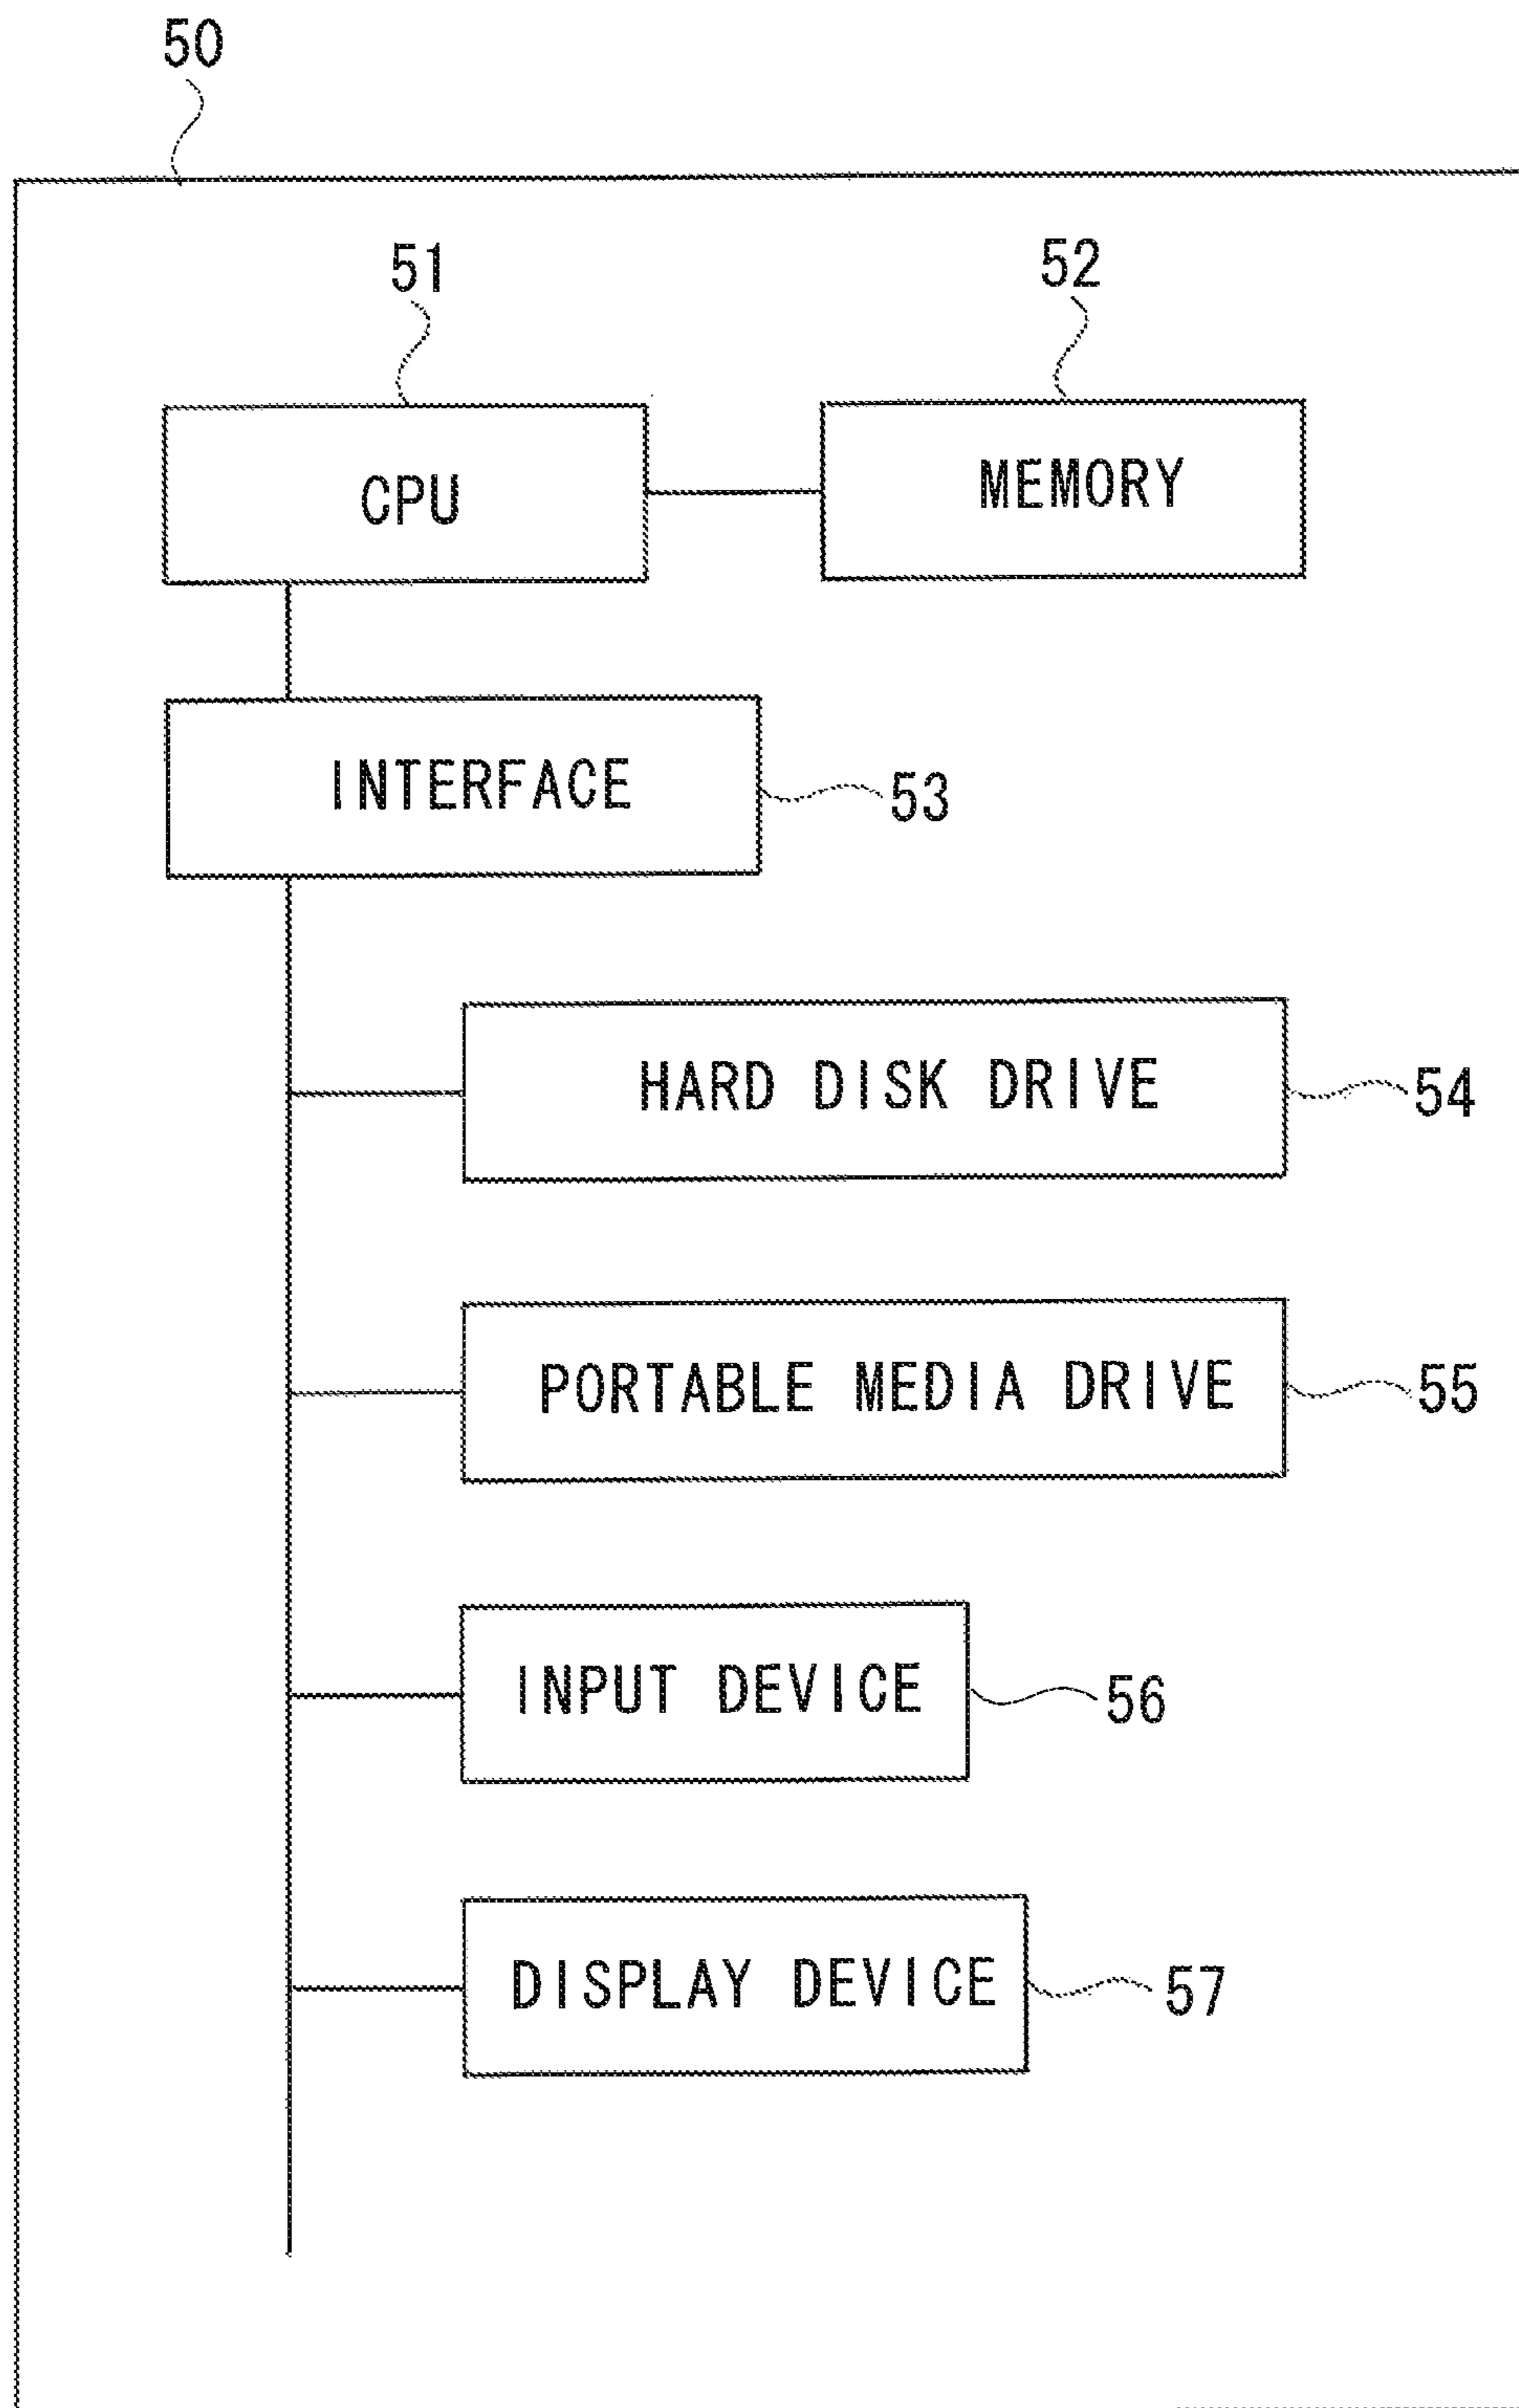 50
51
52
CPU
MEMORY
INTERFACE
53
HARD DISK DRIVE
54
PORTABLE MEDIA DRIVE
55
INPUT DEVICE
56
DISPLAY DEVICE
57